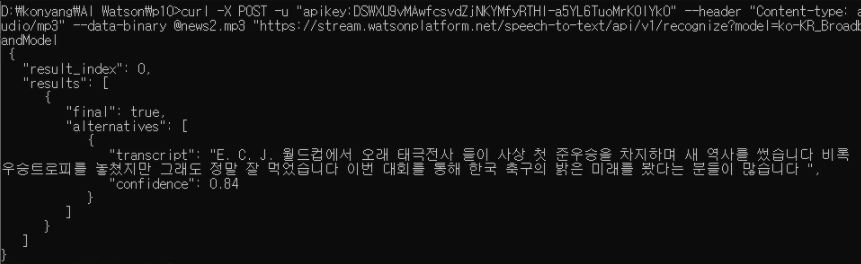 D:\konyang\AI Watson\p10>curl -X POST -u "apikey:DSWXU9vMAwfcsvdZjNKYMfyRTHI-a5YL6TuoMrKOlYkO" --header "Content-type: a
udio/mp3" --data-binary @news2.mp3 "https://stream.watsonplatform.net/speech-to-text/api/v1/recognize?model=ko-KR_Broadb
andModel
{
"result_index": 0,
"results": [
{
"final": true,
"alternatives": [
{
"transcript": "E. C. J. 월드컵에서 오래 태극전사 들이 사상 첫 준우승을 차지하며 새 역사를 썼습니다 비록
우승트로피를 놓쳤지만 그래도 정말 잘 먹었습니다 이번 대회를 통해 한국 축구의 밝은 미래를 봤다는 분들이 많습니다 ",
"confidence": 0.84
}
]
}
]
}